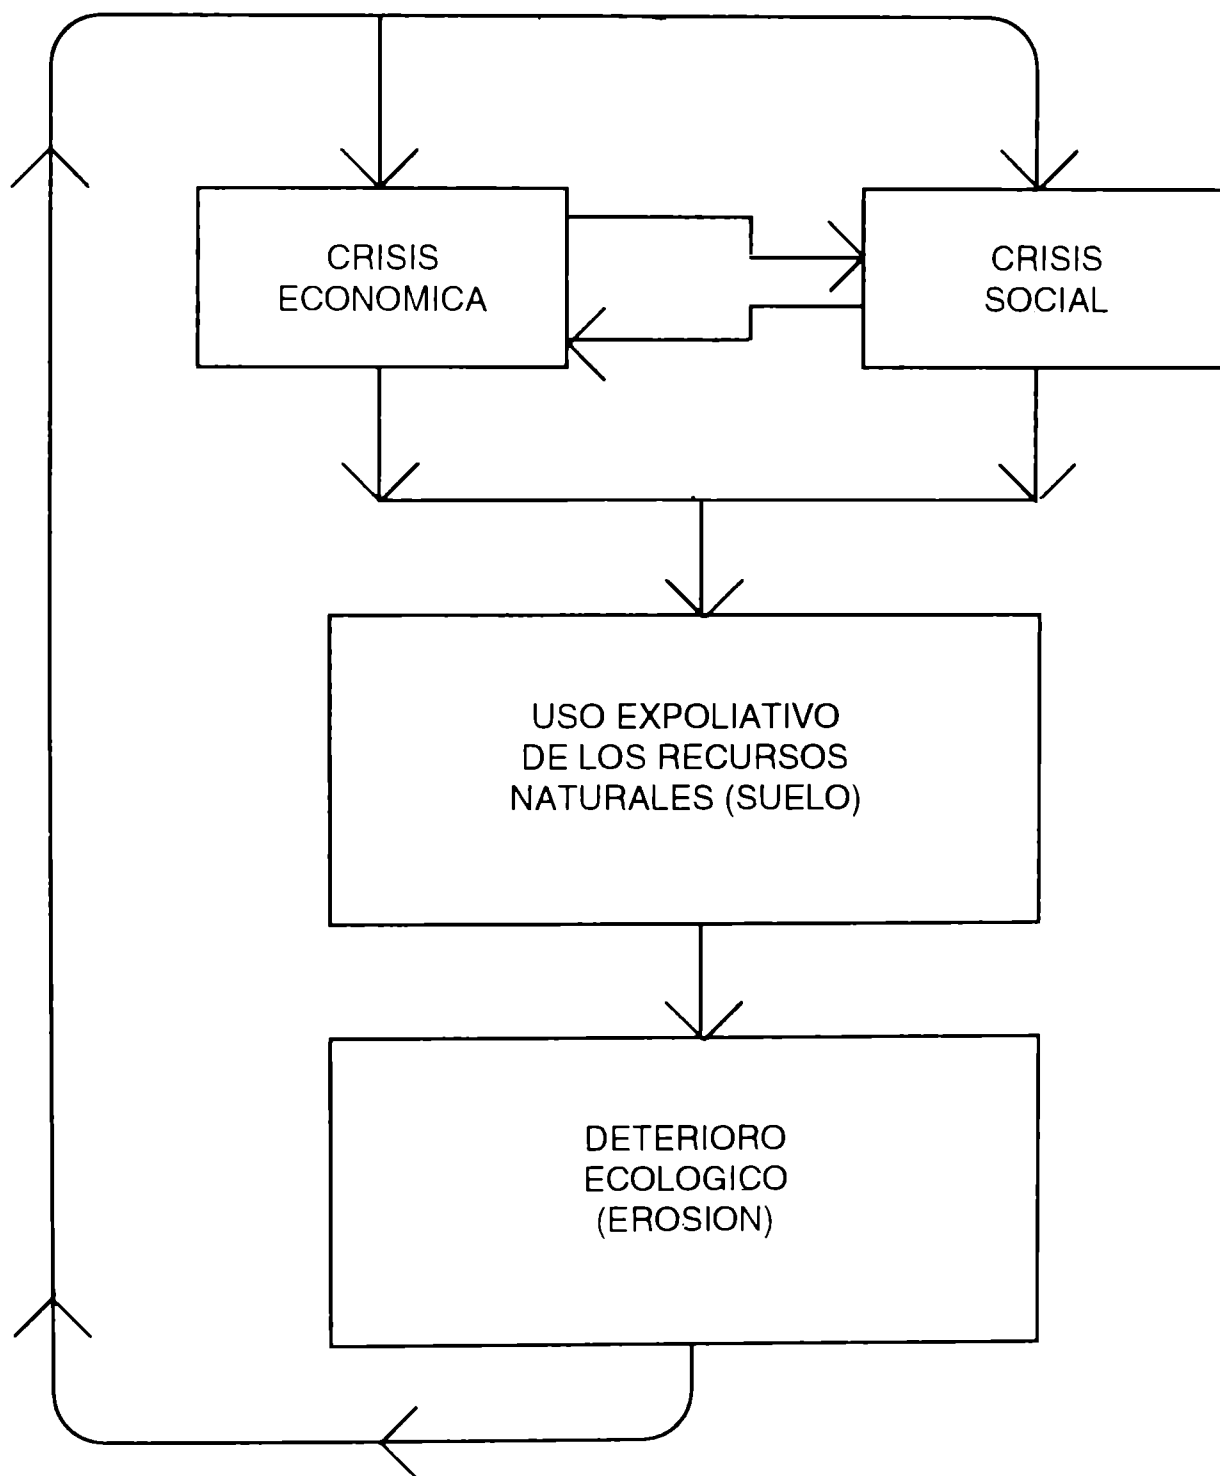 CRISIS
ECONOMICA
CRISIS
SOCIAL
USO EXPOLIATIVO
DE LOS RECURSOS
NATURALES (SUELO)
DETERIORO
ECOLOGICO
(EROSION)